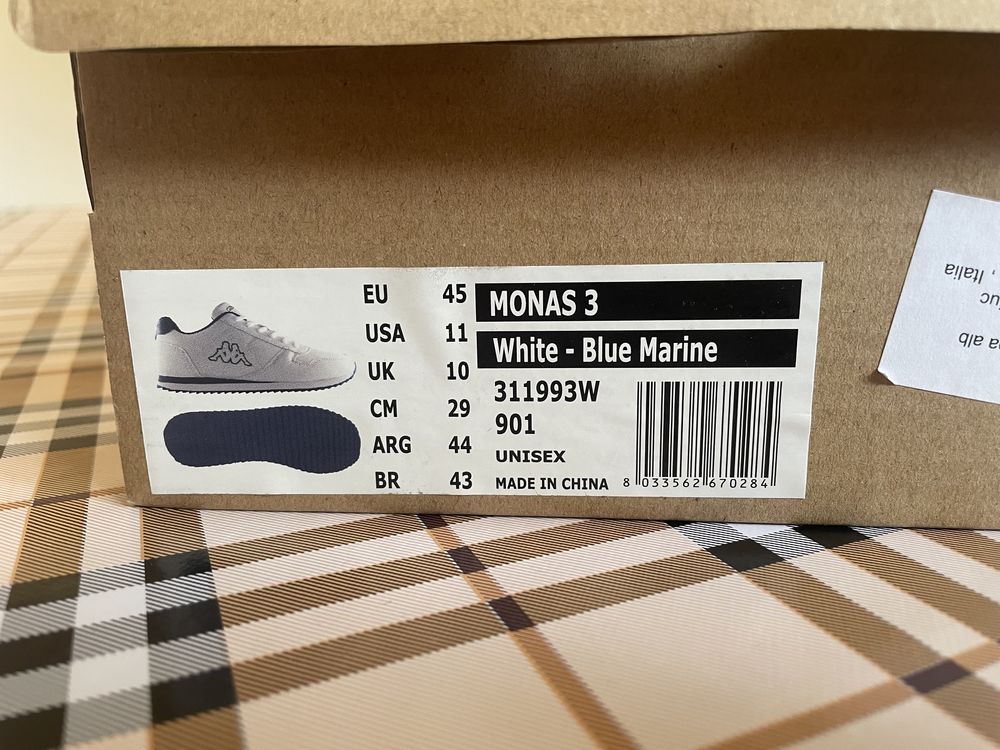 EU 45
USA 11
UK 10
CM 29
ARG 44
BR 43
MONAS 3
White - Blue Marine
311993W
901
UNISEX
MADE IN CHINA
8 033562 670284
alb
, Italia